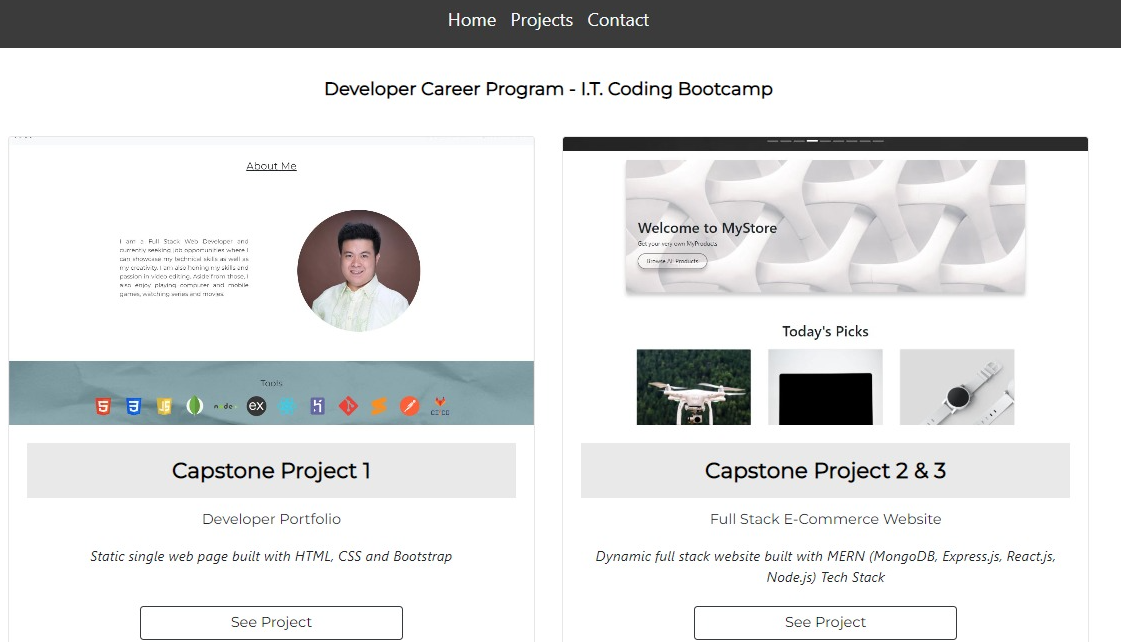 Home Projects Contact
Developer Career Program - I.T. Coding Bootcamp
About Me
I am a Full Stack Web Developer and
currently seeking job opportunities where I
can showcase my technical skills as well as
my creativity. I am also honing my skills and
passion in video editing. Aside from those, I
also enjoy playing computer and mobile
games, watching series and movies.
Tools
5 3 JS node ex
Capstone Project 1
Developer Portfolio
Static single web page built with HTML, CSS and Bootstrap
See Project
Welcome to MyStore
Get your very own MyProducts
Browse All Products
Today's Picks
Capstone Project 2 & 3
Full Stack E-Commerce Website
Dynamic full stack website built with MERN (MongoDB, Express.js, React.js,
Node.js) Tech Stack
See Project